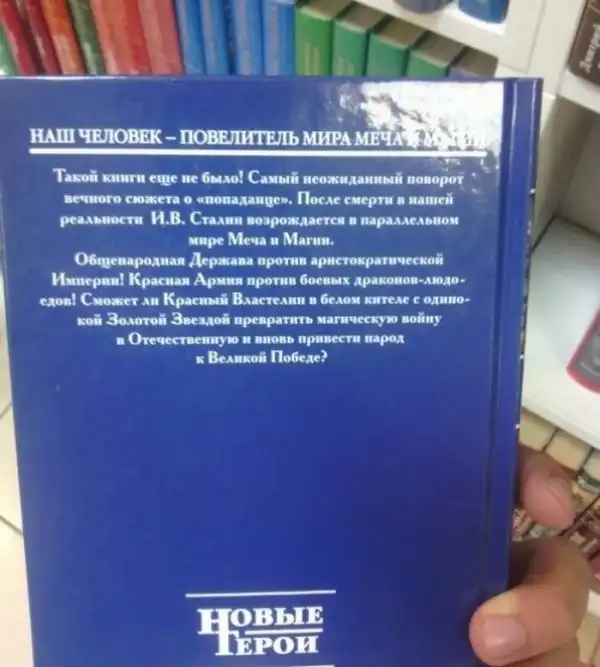 НАШ ЧЕЛОВЕК – ПОВЕЛИТЕЛЬ МИРА МЕЧА И МАГИИ
Такой книги еще не было! Самый неожиданный поворот
вечного сюжета о «попаданце». После смерти в нашей
реальности И.В. Сталин возрождается в параллельном
мире Меча и Магии.
Общенародная Держава против аристократической
Империи! Красная Армия против боевых драконов-людо-
едов! Сможет ли Красный Властелин в белом кителе с одино-
кой Золотой Звездой превратить магическую войну
в Отечественную и вновь привести народ
к Великой Победе?
НОВЫЕ
ГЕРОИ